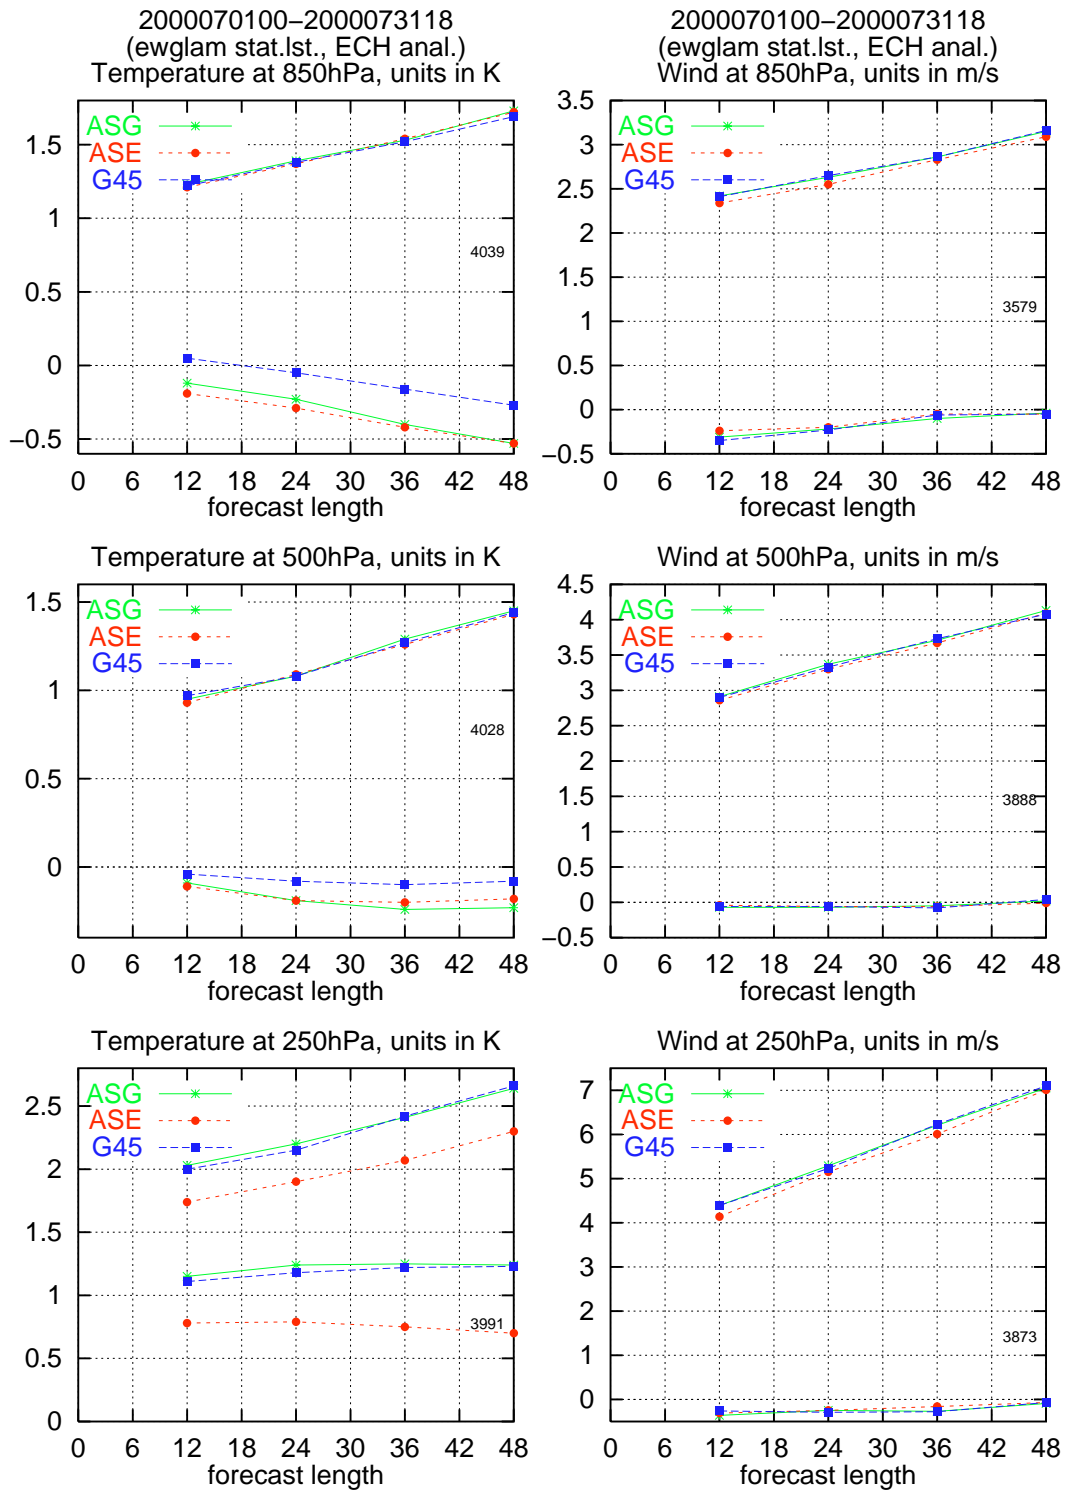 2000070100−2000073118
(ewglam stat.lst., ECH anal.)
Temperature at 850hPa, units in K
ASG
ASE
G45
1.5
1
0.5
0
−0.5
4039
0 6 12 18 24 30 36 42 48
forecast length
2000070100−2000073118
(ewglam stat.lst., ECH anal.)
Wind at 850hPa, units in m/s
ASG
ASE
G45
3.5
3
2.5
2
1.5
1
0.5
0
−0.5
3579
0 6 12 18 24 30 36 42 48
forecast length
Temperature at 500hPa, units in K
ASG
ASE
G45
1.5
1
0.5
0
4028
0 6 12 18 24 30 36 42 48
forecast length
Wind at 500hPa, units in m/s
ASG
ASE
G45
4.5
4
3.5
3
2.5
2
1.5
1
0.5
0
−0.5
3888
0 6 12 18 24 30 36 42 48
forecast length
Temperature at 250hPa, units in K
ASG
ASE
G45
2.5
2
1.5
1
0.5
0
3991
0 6 12 18 24 30 36 42 48
forecast length
Wind at 250hPa, units in m/s
ASG
ASE
G45
7
6
5
4
3
2
1
0
3873
0 6 12 18 24 30 36 42 48
forecast length